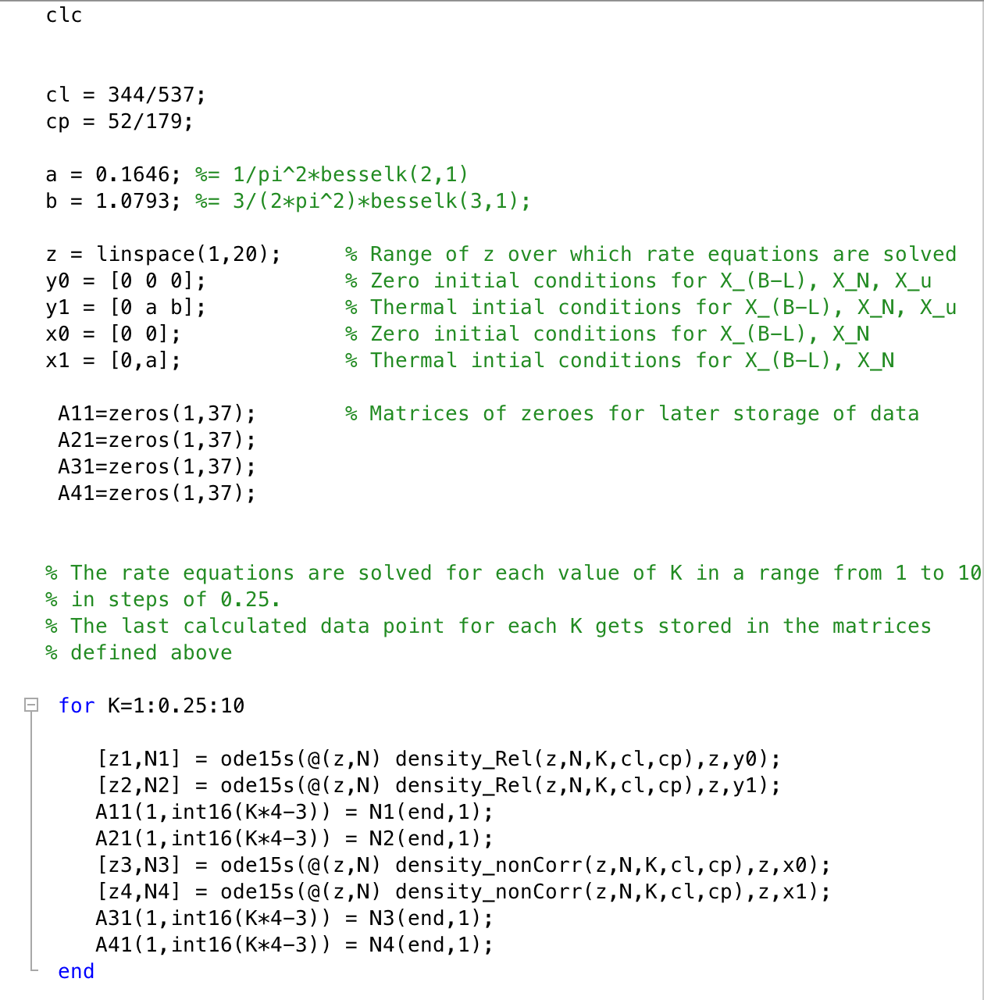 clc
cl = 344/537;
cp = 52/179;
a = 0.1646; %= 1/pi^2*besselk(2,1)
b = 1.0793; %= 3/(2*pi^2)*besselk(3,1);
z = linspace(1,20);     % Range of z over which rate equations are solved
y0 = [0 0 0];           % Zero initial conditions for X_(B-L), X_N, X_u
y1 = [0 a b];           % Thermal intial conditions for X_(B-L), X_N, X_u
x0 = [0 0];             % Zero initial conditions for X_(B-L), X_N
x1 = [0,a];             % Thermal intial conditions for X_(B-L), X_N
A11=zeros(1,37);       % Matrices of zeroes for later storage of data
A21=zeros(1,37);
A31=zeros(1,37);
A41=zeros(1,37);
% The rate equations are solved for each value of K in a range from 1 to 10
% in steps of 0.25.
% The last calculated data point for each K gets stored in the matrices
% defined above
for K=1:0.25:10
[z1,N1] = ode15s(@(z,N) density_Rel(z,N,K,cl,cp),z,y0);
[z2,N2] = ode15s(@(z,N) density_Rel(z,N,K,cl,cp),z,y1);
A11(1,int16(K*4-3)) = N1(end,1);
A21(1,int16(K*4-3)) = N2(end,1);
[z3,N3] = ode15s(@(z,N) density_nonCorr(z,N,K,cl,cp),z,x0);
[z4,N4] = ode15s(@(z,N) density_nonCorr(z,N,K,cl,cp),z,x1);
A31(1,int16(K*4-3)) = N3(end,1);
A41(1,int16(K*4-3)) = N4(end,1);
end